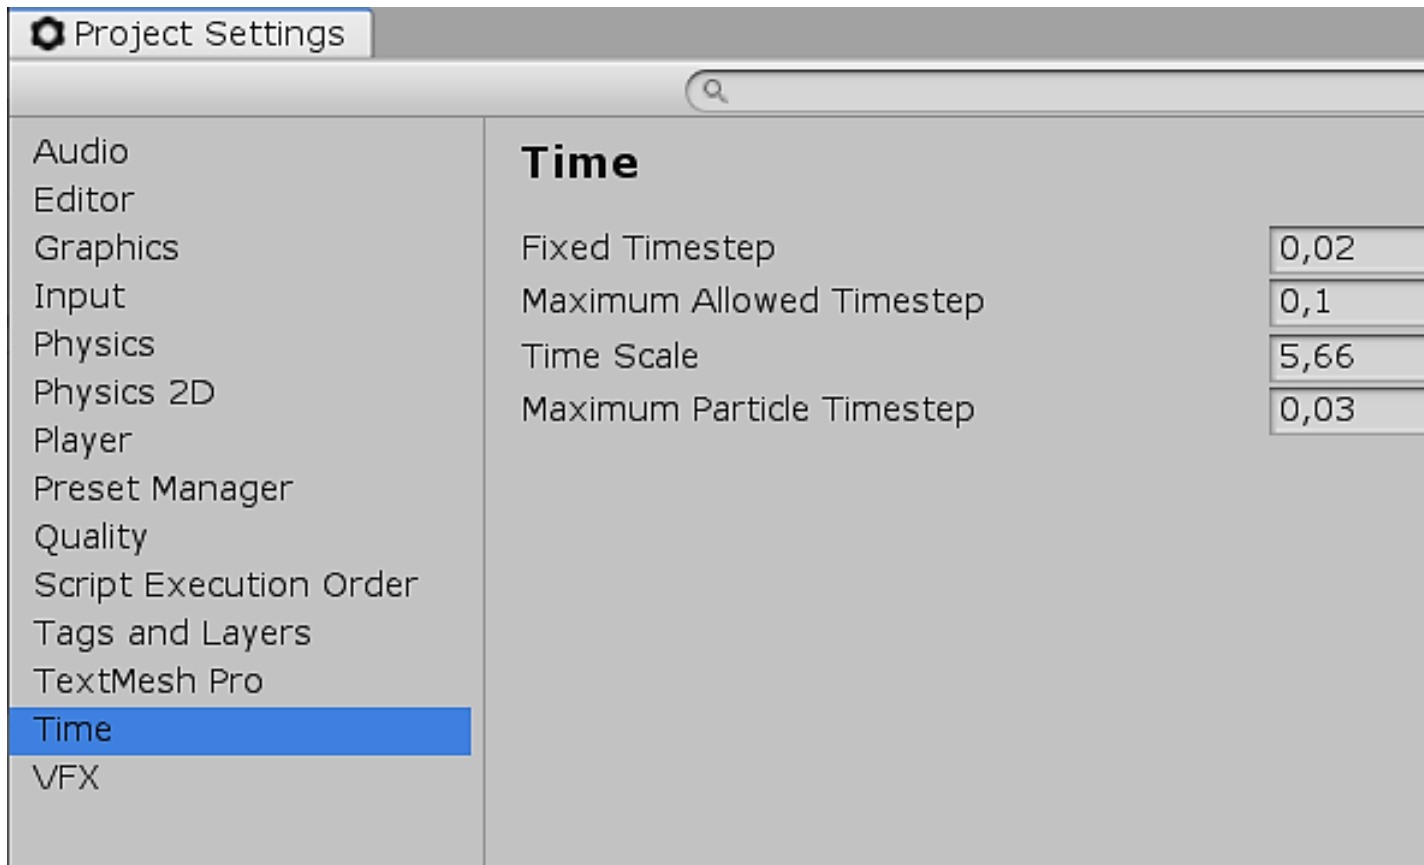 Project Settings
Audio
Editor
Graphics
Input
Physics
Physics 2D
Player
Preset Manager
Quality
Script Execution Order
Tags and Layers
TextMesh Pro
Time
VFX
Time
Fixed Timestep 0,02
Maximum Allowed Timestep 0,1
Time Scale 5,66
Maximum Particle Timestep 0,03